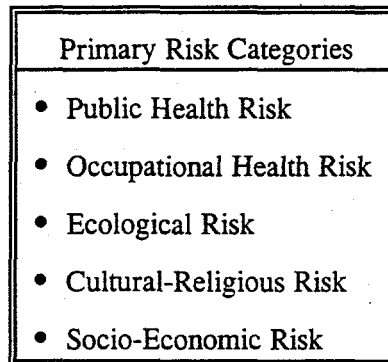 Primary Risk Categories
• Public Health Risk
• Occupational Health Risk
• Ecological Risk
• Cultural-Religious Risk
• Socio-Economic Risk